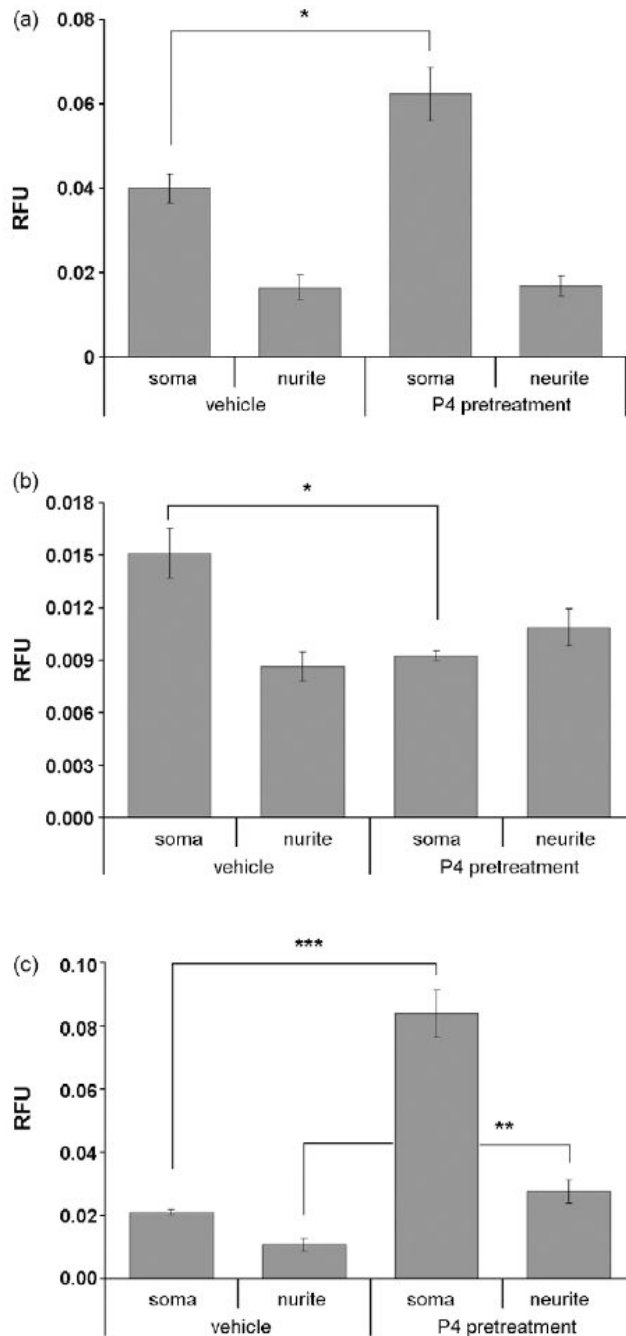 (a)
*
0.08
0.06
0.04
0.02
0
RFU
soma nurite soma neurite
vehicle P4 pretreatment
(b)
*
0.018
0.015
0.012
0.009
0.006
0.003
0.000
RFU
soma nurite soma neurite
vehicle P4 pretreatment
(c)
***
0.10
0.08
0.06
**
0.04
0.02
0.00
RFU
soma nurite soma neurite
vehicle P4 pretreatment